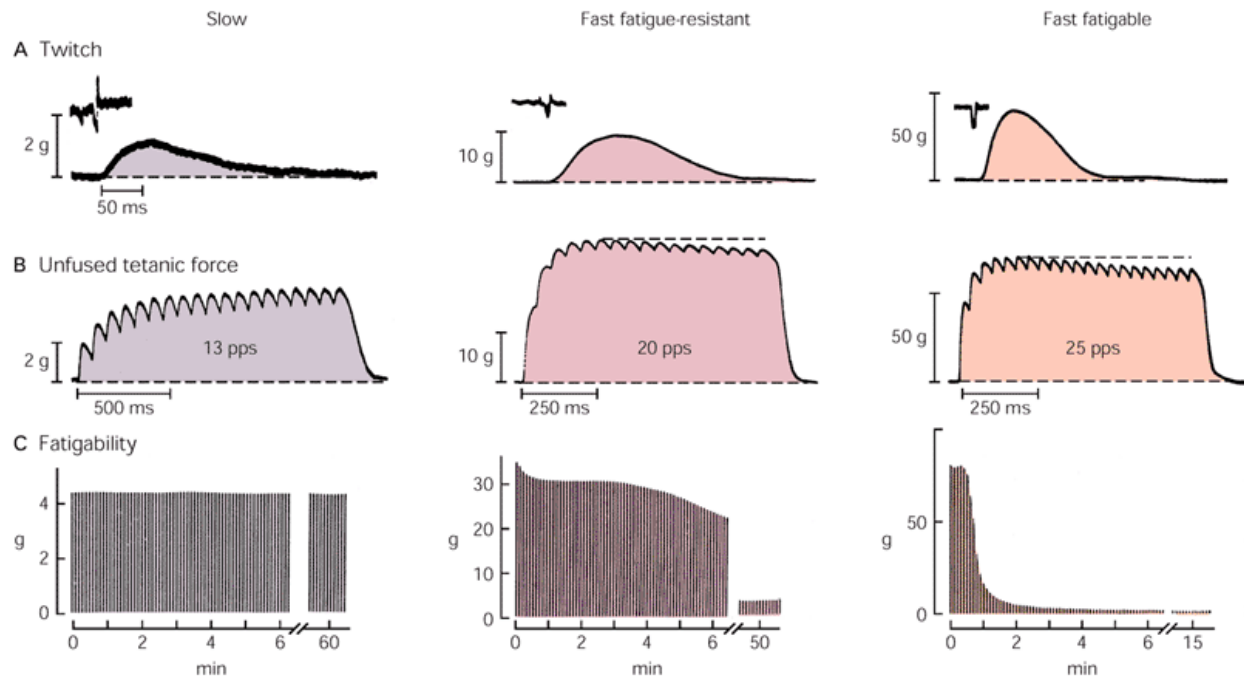 Slow Fast fatigue-resistant Fast fatigable
A Twitch
2 g
50 ms
10 g
50 g
B Unfused tetanic force
2 g
13 pps
500 ms
10 g
20 pps
250 ms
50 g
25 pps
250 ms
C Fatigability
4
2
0
g
0 2 4 6 60
min
30
20
10
0
g
0 2 4 6 50
min
50
0
g
0 2 4 6 15
min